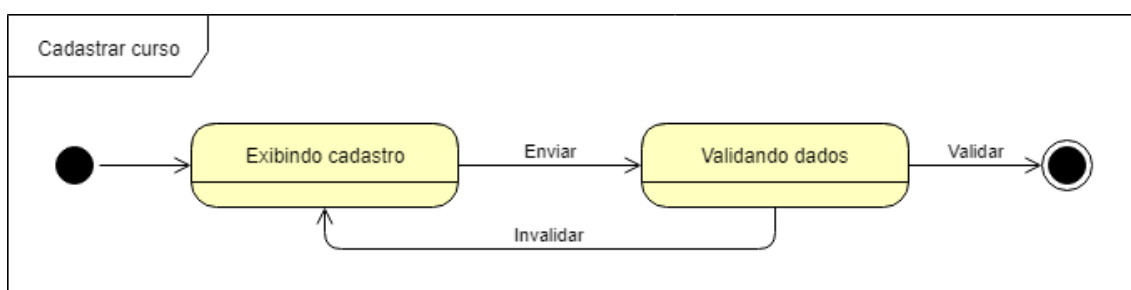 Cadastrar curso
Exibindo cadastro
Enviar
Validando dados
Validar
Invalidar